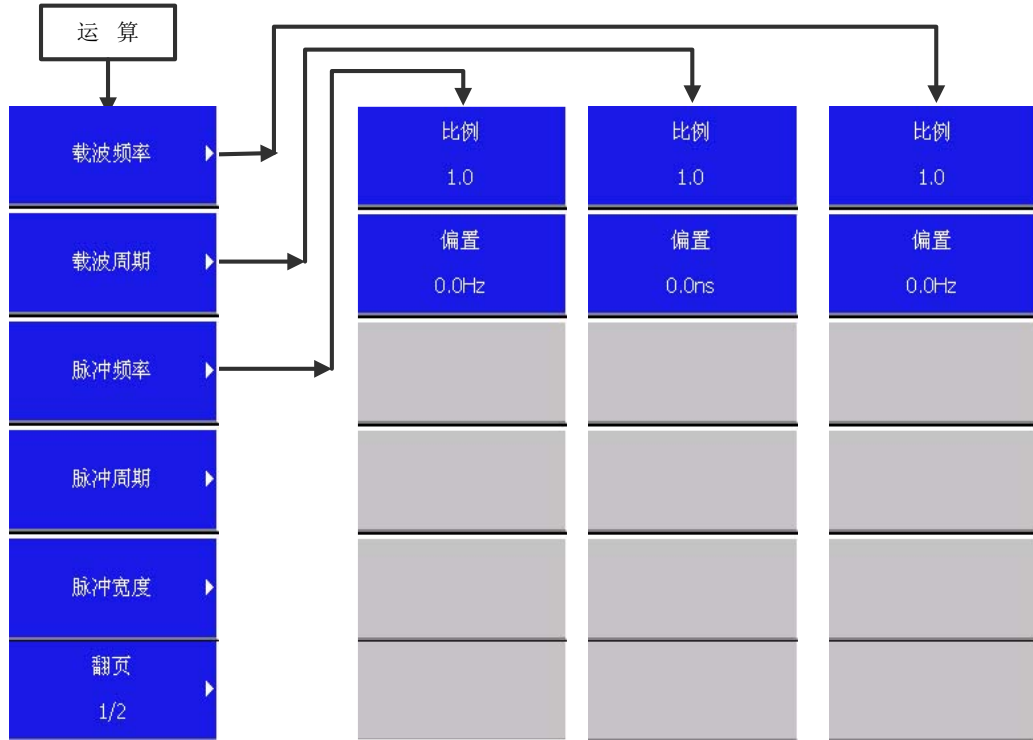 运 算
载波频率
载波周期
脉冲频率
脉冲周期
脉冲宽度
翻页
1/2
比例
1.0
偏置
0.0Hz
比例
1.0
偏置
0.0ns
比例
1.0
偏置
0.0Hz